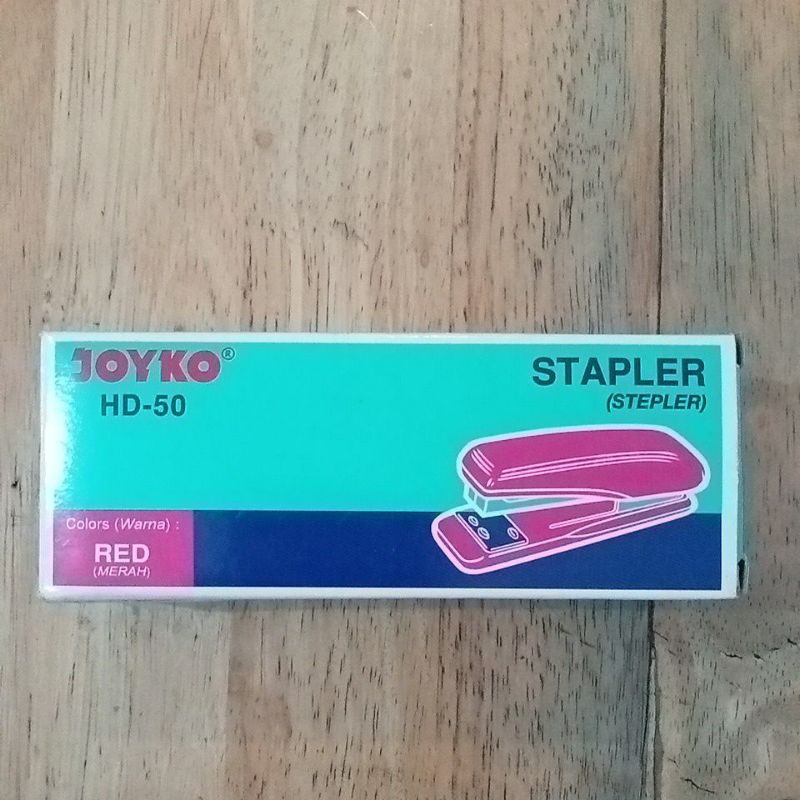 JOYKO®
HD-50
STAPLER
(STEPLER)
Colors (Warna) :
RED
(MERAH)